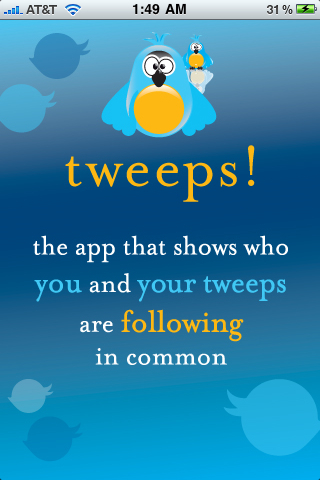 AT&T 1:49 AM 31%
tweeps!
the app that shows who
you and your tweeps
are following
in common